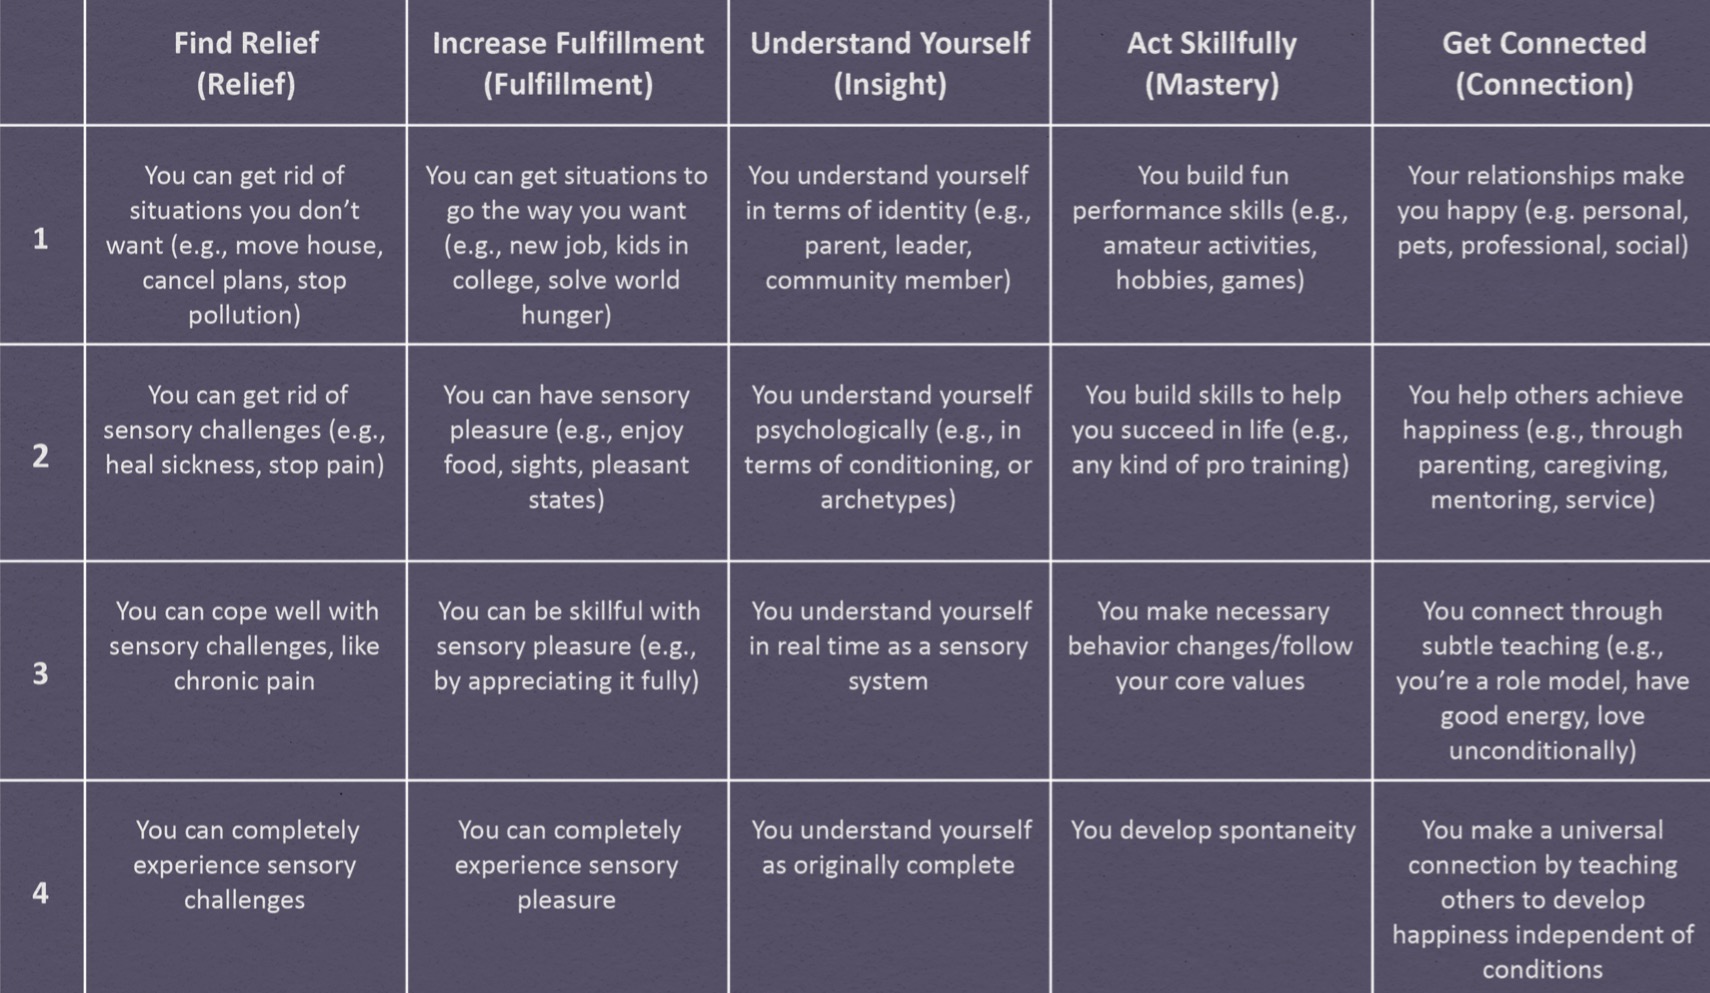 Find Relief
(Relief)
Increase Fulfillment
(Fulfillment)
Understand Yourself
(Insight)
Act Skillfully
(Mastery)
Get Connected
(Connection)
1
You can get rid of
situations you don’t
want (e.g., move house,
cancel plans, stop
pollution)
You can get situations to
go the way you want
(e.g., new job, kids in
college, solve world
hunger)
You understand yourself
in terms of identity (e.g.,
parent, leader,
community member)
You build fun
performance skills (e.g.,
amateur activities,
hobbies, games)
Your relationships make
you happy (e.g. personal,
pets, professional, social)
2
You can get rid of
sensory challenges (e.g.,
heal sickness, stop pain)
You can have sensory
pleasure (e.g., enjoy
food, sights, pleasant
states)
You understand yourself
psychologically (e.g., in
terms of conditioning, or
archetypes)
You build skills to help
you succeed in life (e.g.,
any kind of pro training)
You help others achieve
happiness (e.g., through
parenting, caregiving,
mentoring, service)
3
You can cope well with
sensory challenges, like
chronic pain
You can be skillful with
sensory pleasure (e.g.,
by appreciating it fully)
You understand yourself
in real time as a sensory
system
You make necessary
behavior changes/follow
your core values
You connect through
subtle teaching (e.g.,
you’re a role model, have
good energy, love
unconditionally)
4
You can completely
experience sensory
challenges
You can completely
experience sensory
pleasure
You understand yourself
as originally complete
You develop spontaneity
You make a universal
connection by teaching
others to develop
happiness independent of
conditions